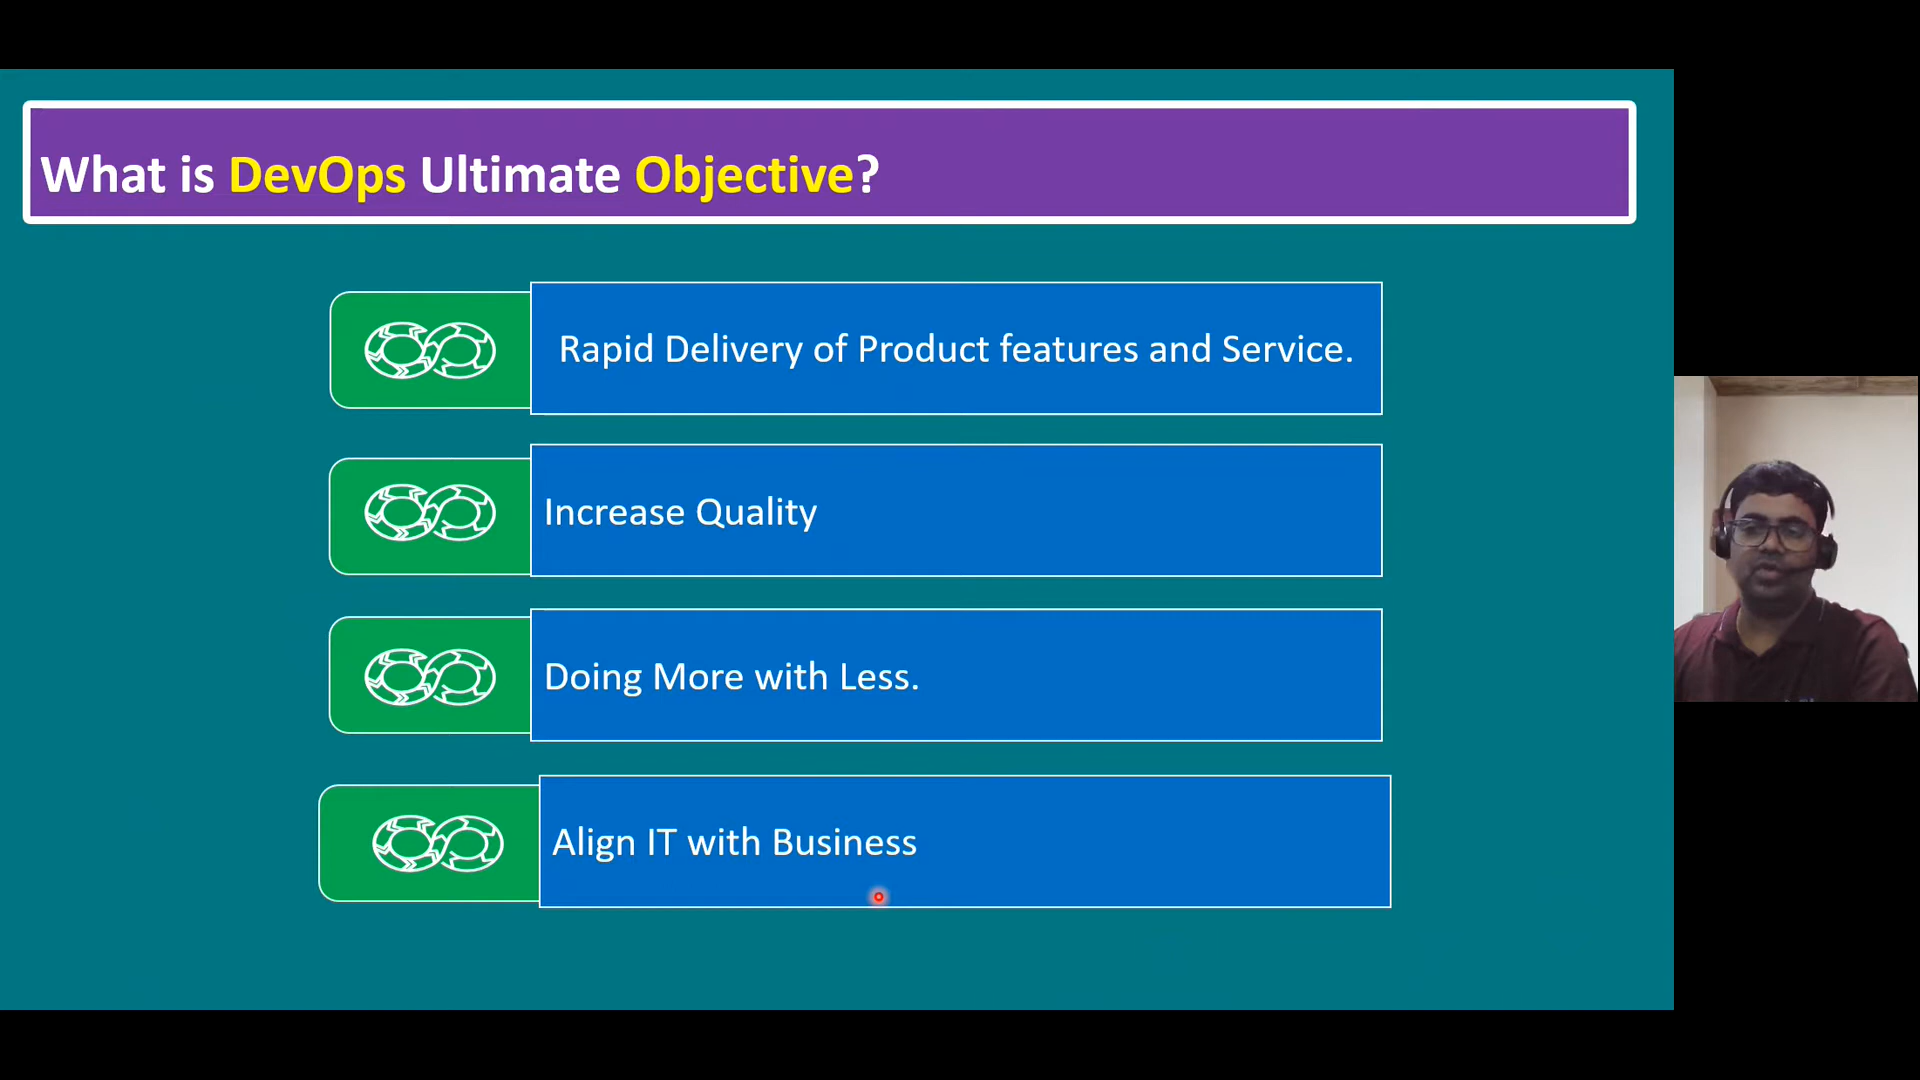 What is DevOps Ultimate Objective?
Rapid Delivery of Product features and Service.
Increase Quality
Doing More with Less.
Align IT with Business